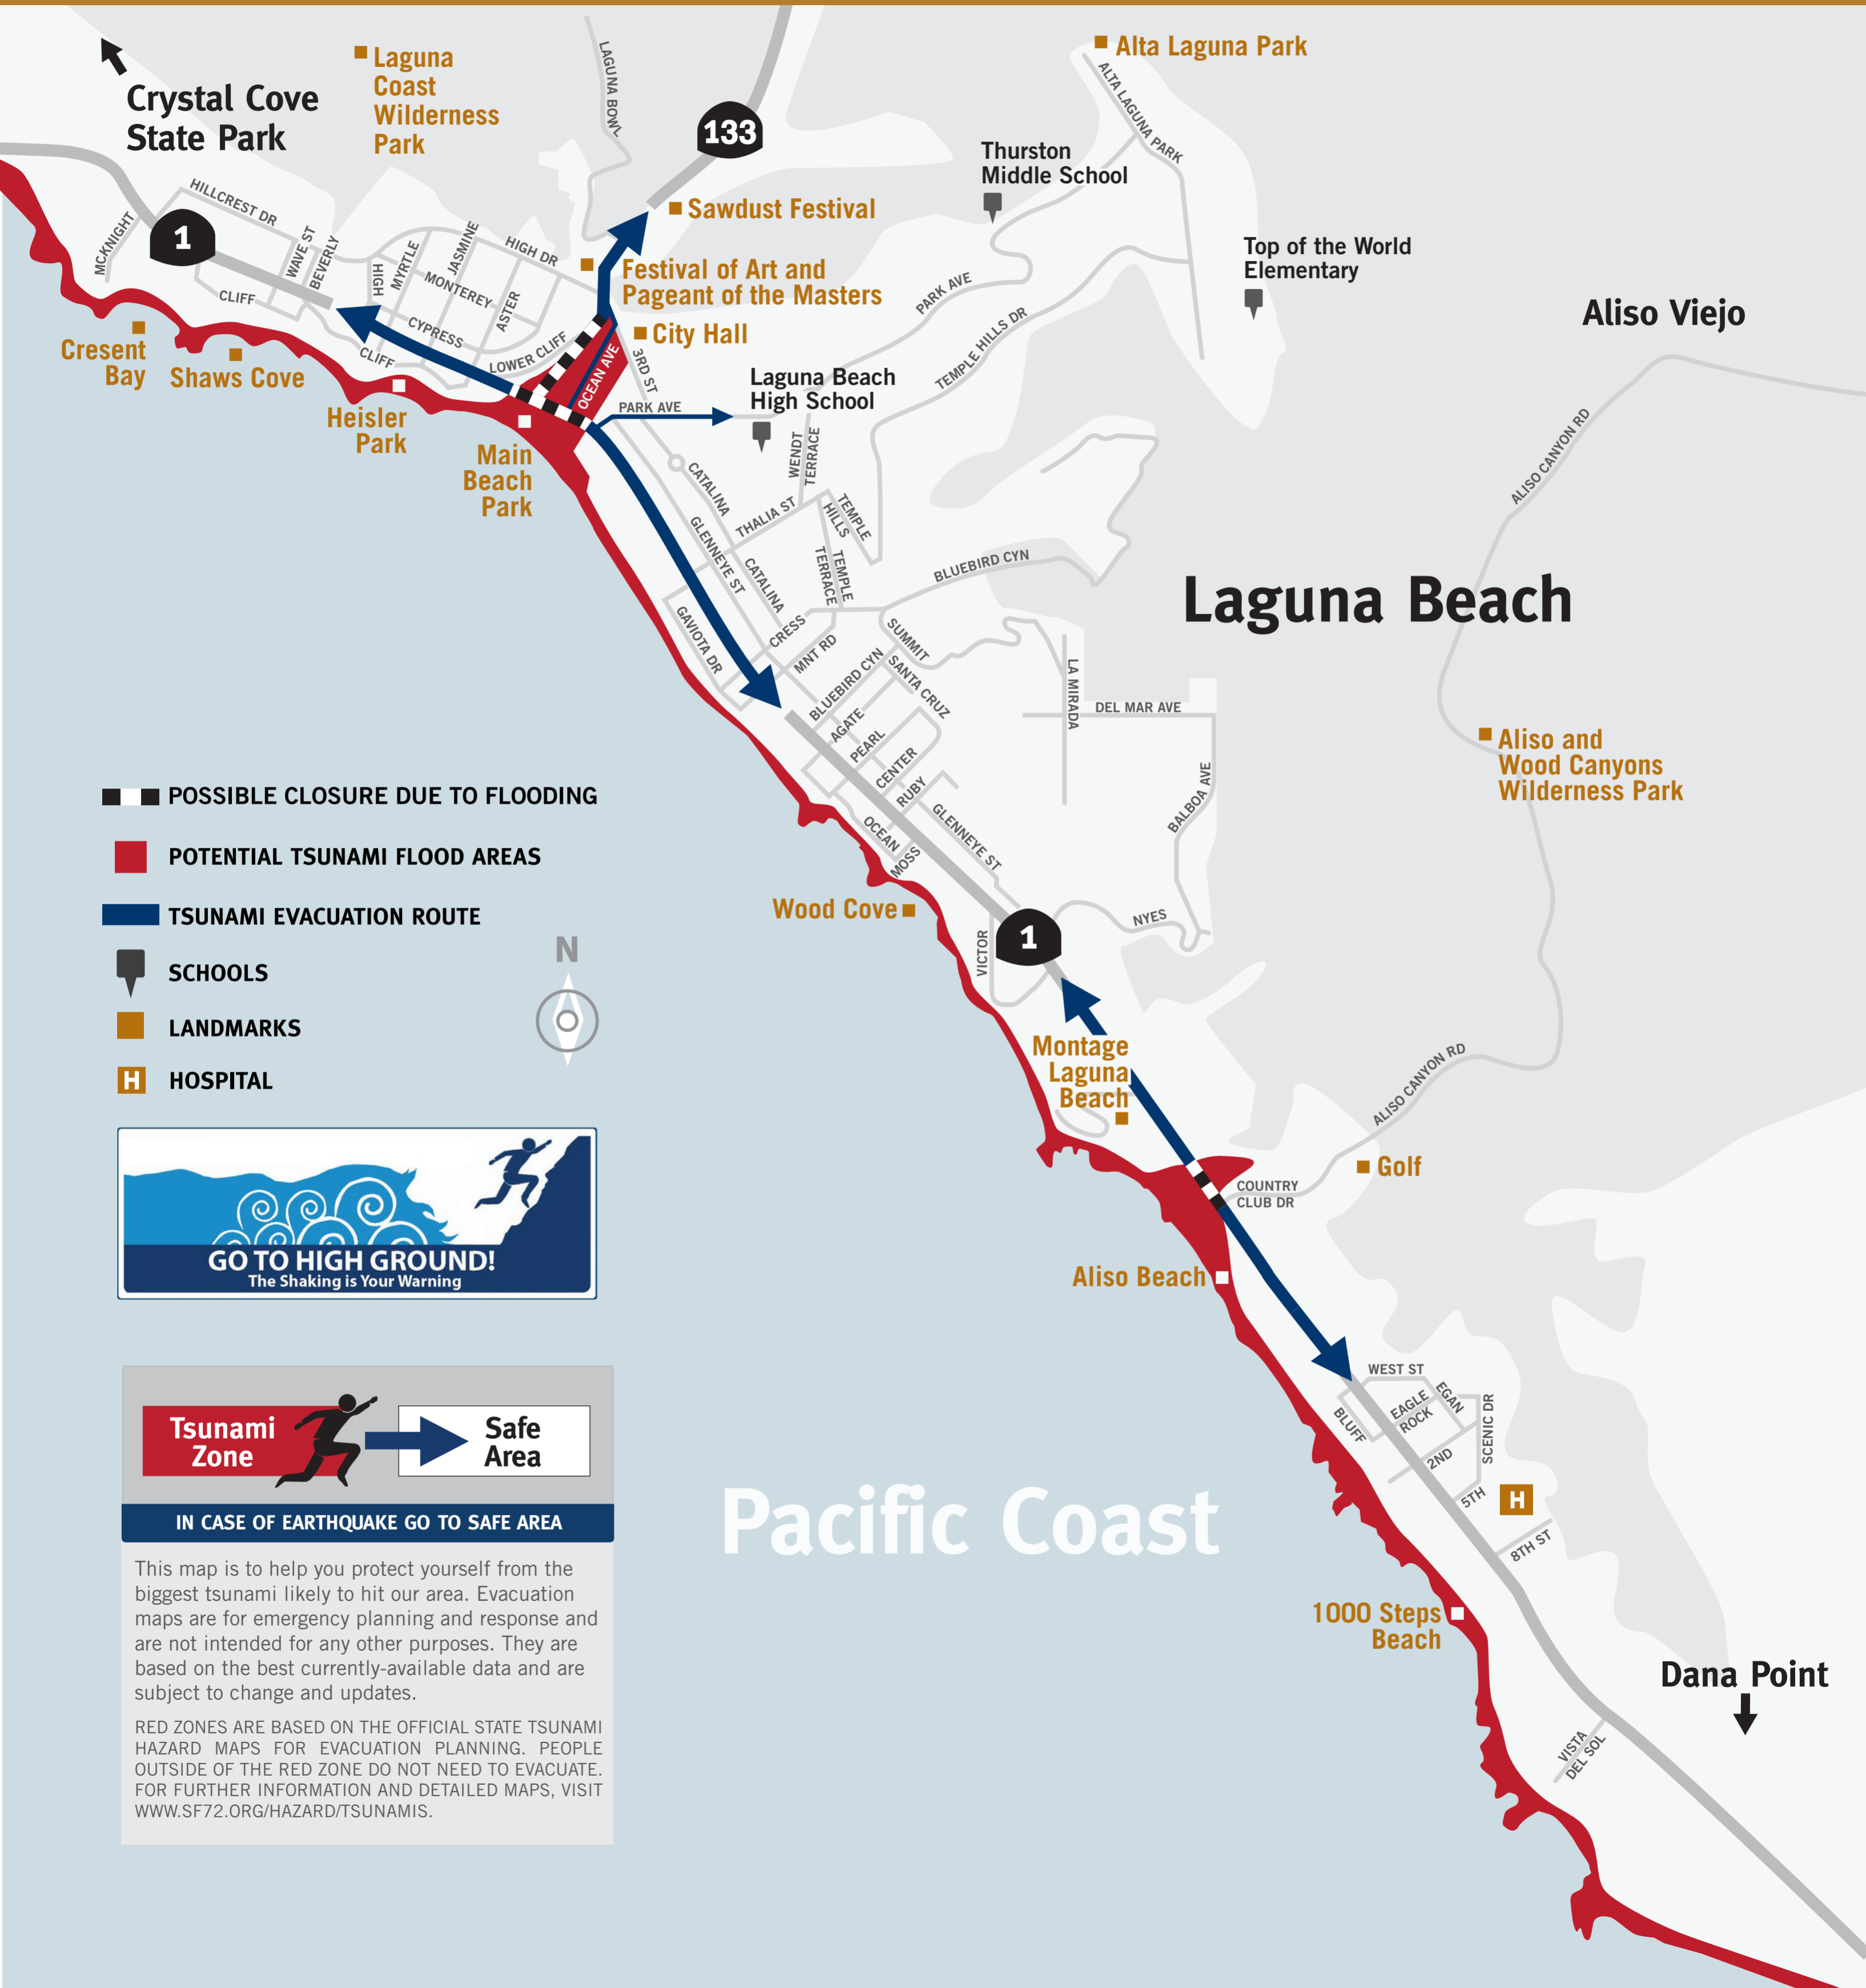 Crystal Cove
State Park
Laguna
Coast
Wilderness
Park
LAGUNA BOWL
133
Alta Laguna Park
ALTA LAGUNA PARK
Thurston
Middle School
Top of the World
Elementary
Aliso Viejo
HILLCREST DR
MCKNIGHT
1
WAVE ST
BEVERLY
CLIFF
HIGH
MYRTLE
JASMINE
MONTEREY
HIGH DR
ASTER
CYPRESS
CLIFF
LOWER CLIFF
Sawdust Festival
Festival of Art and
Pageant of the Masters
City Hall
OCEAN AVE
3RD ST
PARK AVE
PARK AVE
TEMPLE HILLS DR
Laguna Beach
High School
Cresent
Bay
Shaws Cove
Heisler
Park
Main
Beach
Park
WENDT
TERRACE
CATALINA
THALIA ST
TEMPLE
HILLS
GLENNEYE ST
CATALINA
TEMPLE
TERRACE
BLUEBIRD CYN
ALISO CANYON RD
Laguna Beach
GAVIOTA DR
CRESS
MNT RD
SUMMIT
BLUEBIRD CYN
SANTA CRUZ
AGATE
PEARL
CENTER
RUBY
LA MIRADA
DEL MAR AVE
BALBOA AVE
Aliso and
Wood Canyons
Wilderness Park
GLENNEYE ST
OCEAN
MOSS
Wood Cove
VICTOR
1
NYES
Montage
Laguna
Beach
ALISO CANYON RD
Golf
COUNTRY
CLUB DR
Aliso Beach
WEST ST
BLUFF
EAGLE
ROCK
EGAN
SCENIC DR
2ND
5TH
H
8TH ST
1000 Steps
Beach
Dana Point
VISTA
DEL SOL
Pacific Coast
POSSIBLE CLOSURE DUE TO FLOODING
POTENTIAL TSUNAMI FLOOD AREAS
TSUNAMI EVACUATION ROUTE
SCHOOLS
LANDMARKS
H HOSPITAL
N
GO TO HIGH GROUND!
The Shaking is Your Warning
Tsunami
Zone
Safe
Area
IN CASE OF EARTHQUAKE GO TO SAFE AREA
This map is to help you protect yourself from the
biggest tsunami likely to hit our area. Evacuation
maps are for emergency planning and response and
are not intended for any other purposes. They are
based on the best currently-available data and are
subject to change and updates.
RED ZONES ARE BASED ON THE OFFICIAL STATE TSUNAMI
HAZARD MAPS FOR EVACUATION PLANNING. PEOPLE
OUTSIDE OF THE RED ZONE DO NOT NEED TO EVACUATE.
FOR FURTHER INFORMATION AND DETAILED MAPS, VISIT
WWW.SF72.ORG/HAZARD/TSUNAMIS.